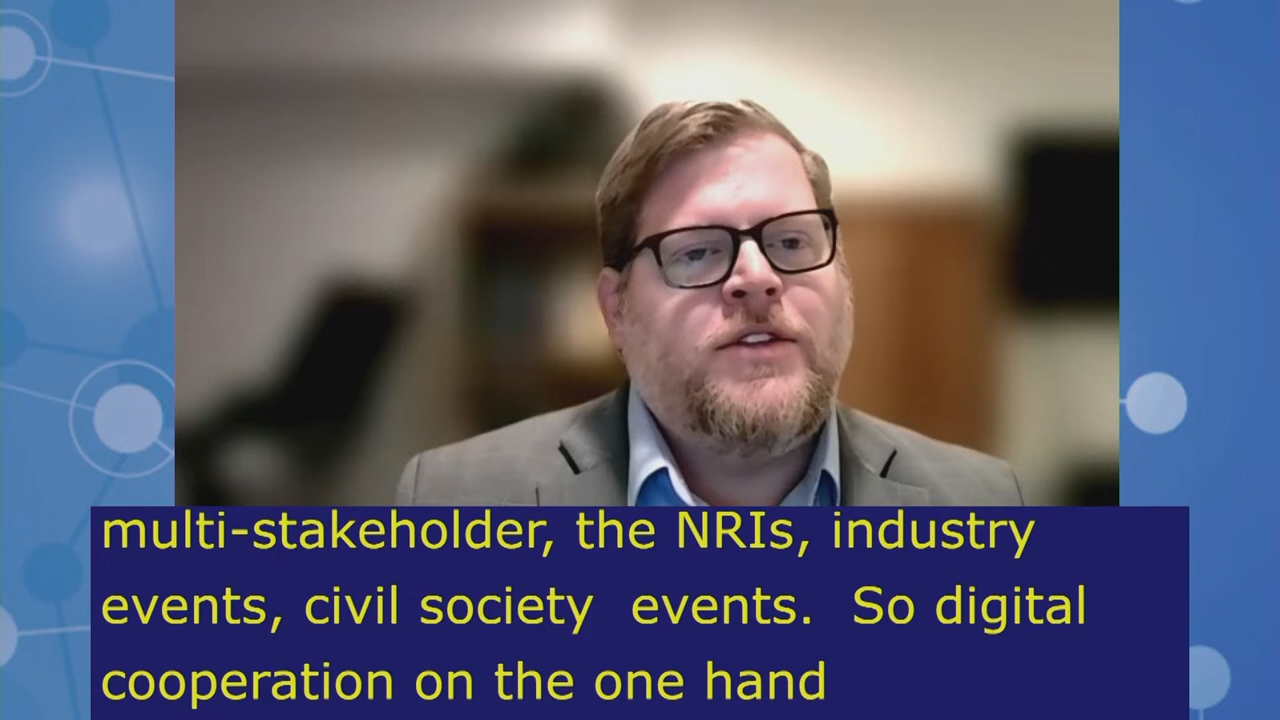 multi-stakeholder, the NRIs, industry
events, civil society  events.  So digital
cooperation on the one hand